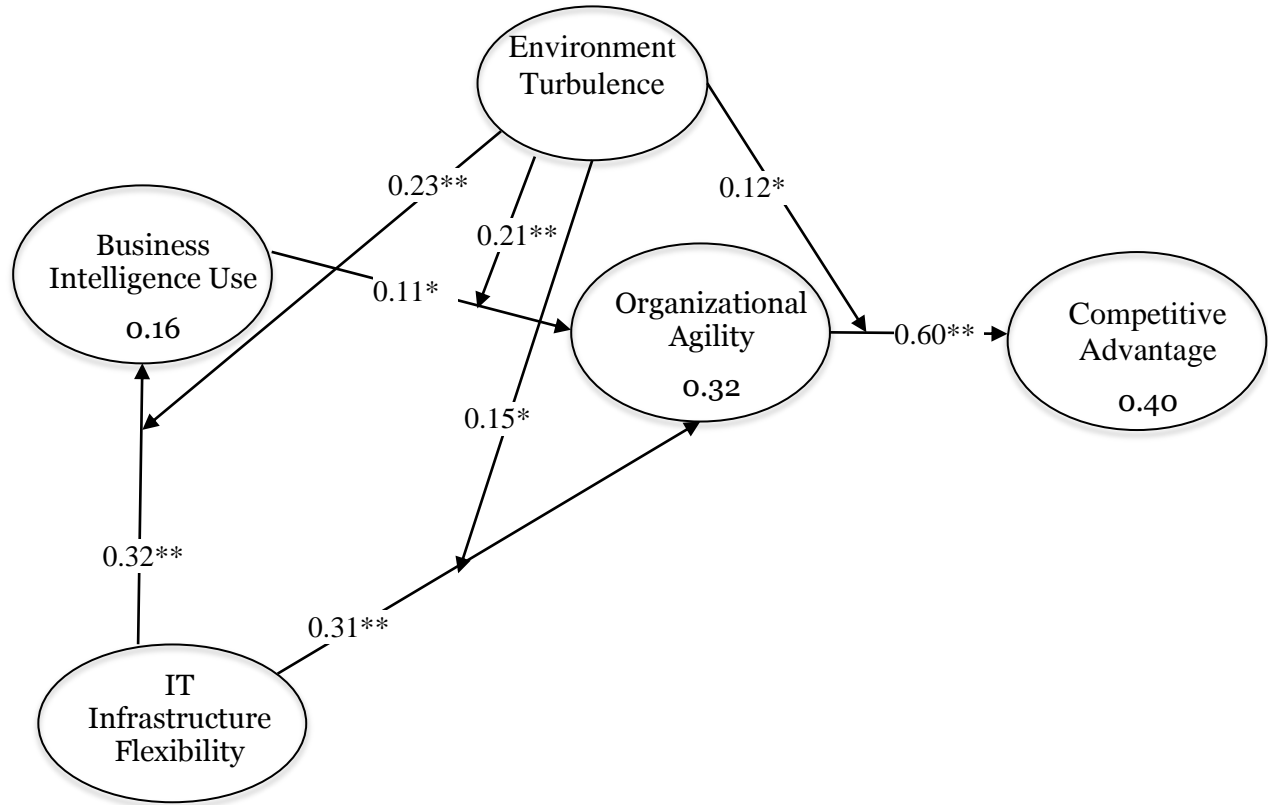 Environment
Turbulence
0.23**
0.12*
0.21**
Business
Intelligence Use
0.16
0.11*
Organizational
Agility
0.32
0.60**
Competitive
Advantage
0.40
0.15*
0.32**
0.31**
IT
Infrastructure
Flexibility